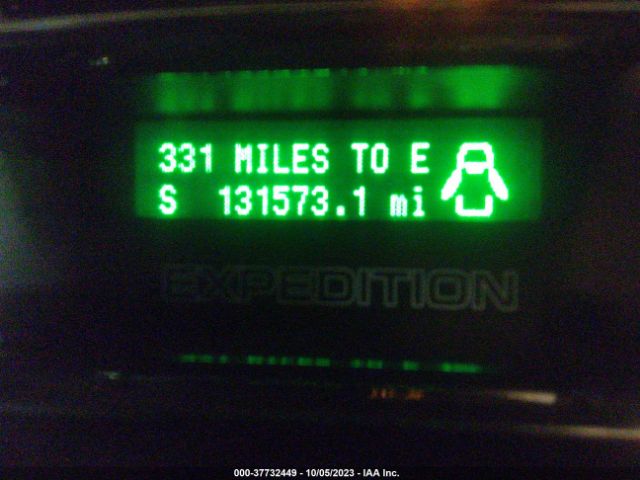 331 MILES TO E
S 131573.1 mi
EXPEDITION
000-37732449 - 10/05/2023 - IAA Inc.